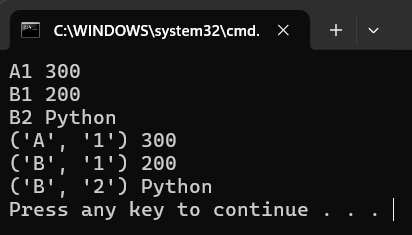 C:\WINDOWS\system32\cmd.
A1 300
B1 200
B2 Python
('A', '1') 300
('B', '1') 200
('B', '2') Python
Press any key to continue . . .